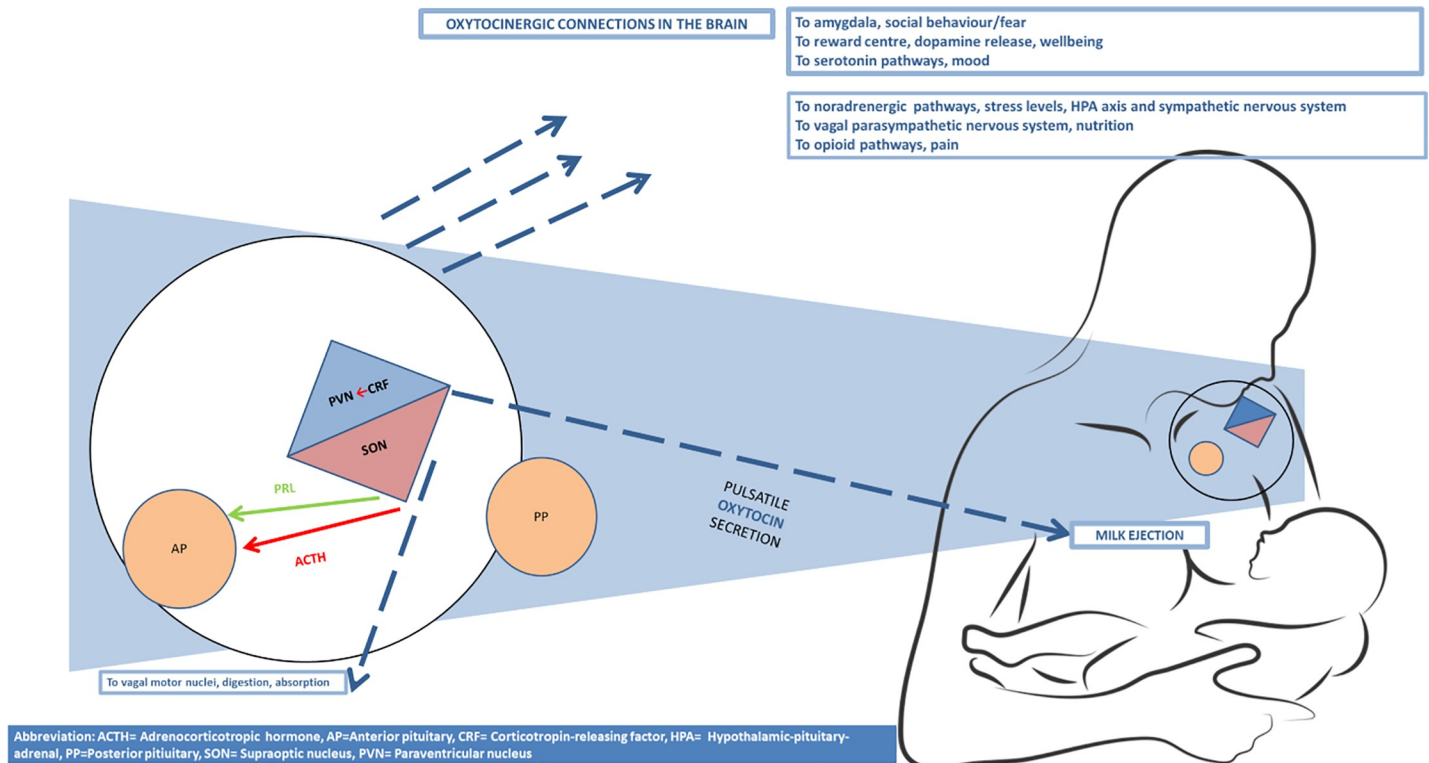 OXYTOCINERGIC CONNECTIONS IN THE BRAIN
To amygdala, social behaviour/fear
To reward centre, dopamine release, wellbeing
To serotonin pathways, mood
To noradrenergic pathways, stress levels, HPA axis and sympathetic nervous system
To vagal parasympathetic nervous system, nutrition
To opioid pathways, pain
PVN ←CRF
SON
PRL
ACTH
AP
PP
PULSATILE
OXYTOCIN
SECRETION
MILK EJECTION
To vagal motor nuclei, digestion, absorption
Abbreviation: ACTH= Adrenocorticotropic hormone, AP=Anterior pituitary, CRF= Corticotropin-releasing factor, HPA= Hypothalamic-pituitary-
adrenal, PP=Posterior pitiuitary, SON= Supraoptic nucleus, PVN= Paraventricular nucleus